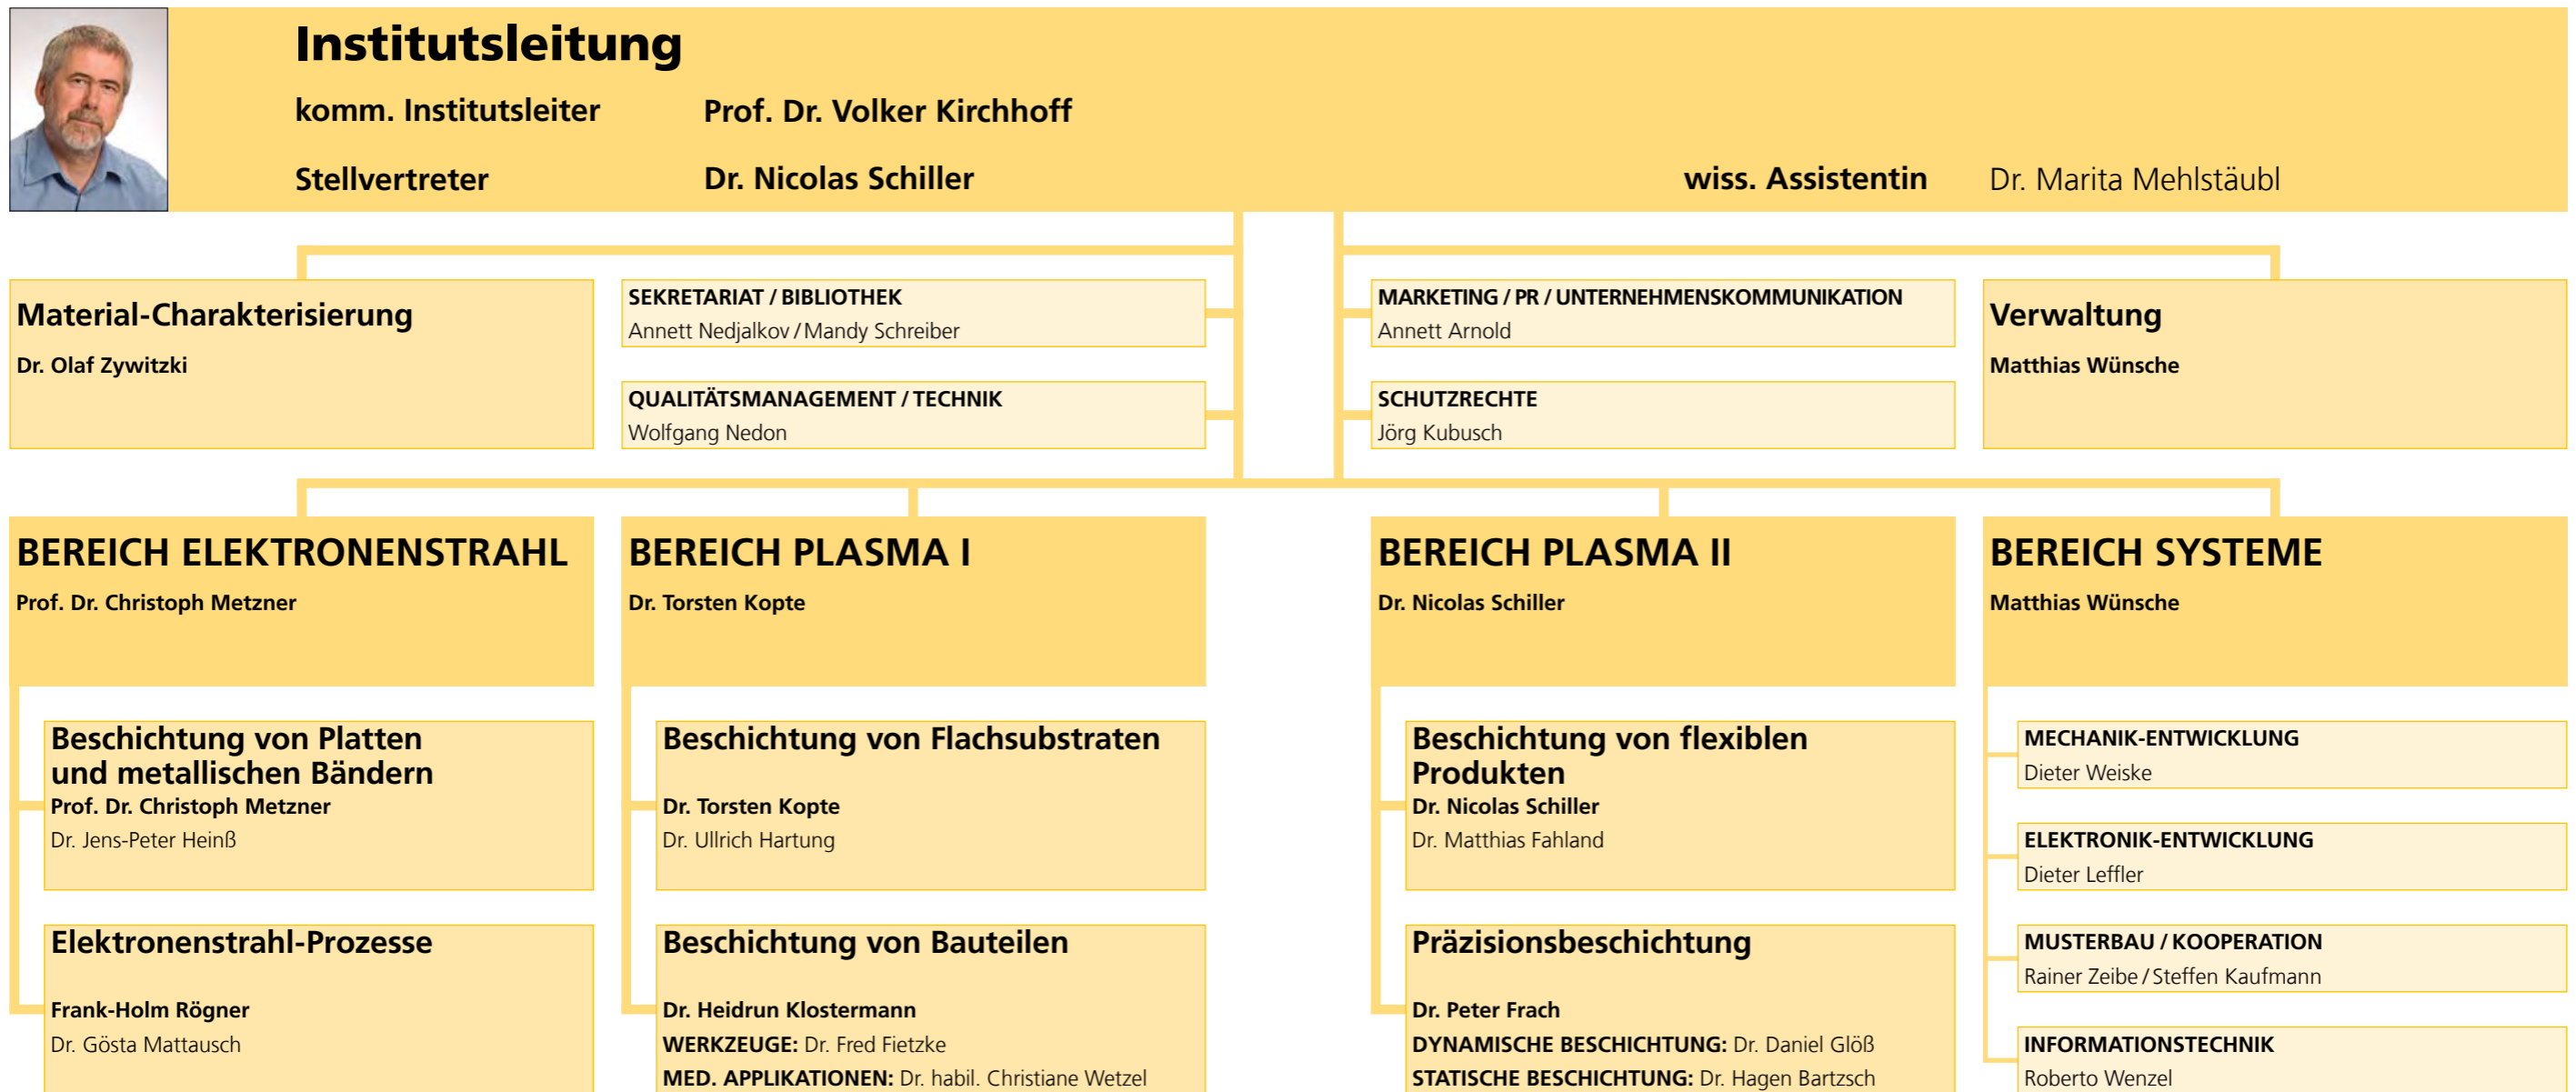 Institutsleitung
komm. Institutsleiter Prof. Dr. Volker Kirchhoff
Stellvertreter Dr. Nicolas Schiller wiss. Assistentin Dr. Marita Mehlstäubl
Material-Charakterisierung
Dr. Olaf Zywitzki
SEKRETARIAT / BIBLIOTHEK
Annett Nedjalkov / Mandy Schreiber
QUALITÄTSMANAGEMENT / TECHNIK
Wolfgang Nedon
MARKETING / PR / UNTERNEHMENSKOMMUNIKATION
Annett Arnold
SCHUTZRECHTE
Jörg Kubusch
Verwaltung
Matthias Wünsche
BEREICH ELEKTRONENSTRAHL
Prof. Dr. Christoph Metzner
Beschichtung von Platten
und metallischen Bändern
Prof. Dr. Christoph Metzner
Dr. Jens-Peter Heinß
Elektronenstrahl-Prozesse
Frank-Holm Rögner
Dr. Gösta Mattausch
BEREICH PLASMA I
Dr. Torsten Kopte
Beschichtung von Flachsubstraten
Dr. Torsten Kopte
Dr. Ullrich Hartung
Beschichtung von Bauteilen
Dr. Heidrun Klostermann
WERKZEUGE: Dr. Fred Fietzke
MED. APPLIKATIONEN: Dr. habil. Christiane Wetzel
BEREICH PLASMA II
Dr. Nicolas Schiller
Beschichtung von flexiblen
Produkten
Dr. Nicolas Schiller
Dr. Matthias Fahland
Präzisionsbeschichtung
Dr. Peter Frach
DYNAMISCHE BESCHICHTUNG: Dr. Daniel Glöß
STATISCHE BESCHICHTUNG: Dr. Hagen Bartzsch
BEREICH SYSTEME
Matthias Wünsche
MECHANIK-ENTWICKLUNG
Dieter Weiske
ELEKTRONIK-ENTWICKLUNG
Dieter Leffler
MUSTERBAU / KOOPERATION
Rainer Zeibe / Steffen Kaufmann
INFORMATIONSTECHNIK
Roberto Wenzel